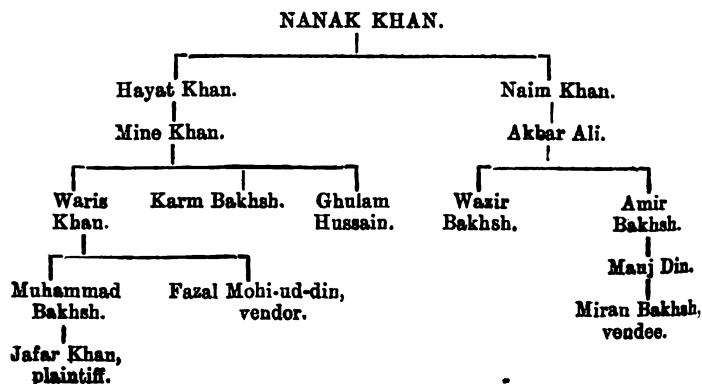 NANAK KHAN.
Hayat Khan. Naim Khan.
Mine Khan. Akbar Ali.
Waris Karm Bakhsh. Ghulam Wazir Amir
Khan. Hussain. Bakhsh. Bakhsh.
Manj Din.
Muhammad Fazal Mohi-ud-din,
Bakhsh. vendor.
Miran Bakhsh,
vendee.
Jafar Khan,
plaintiff.